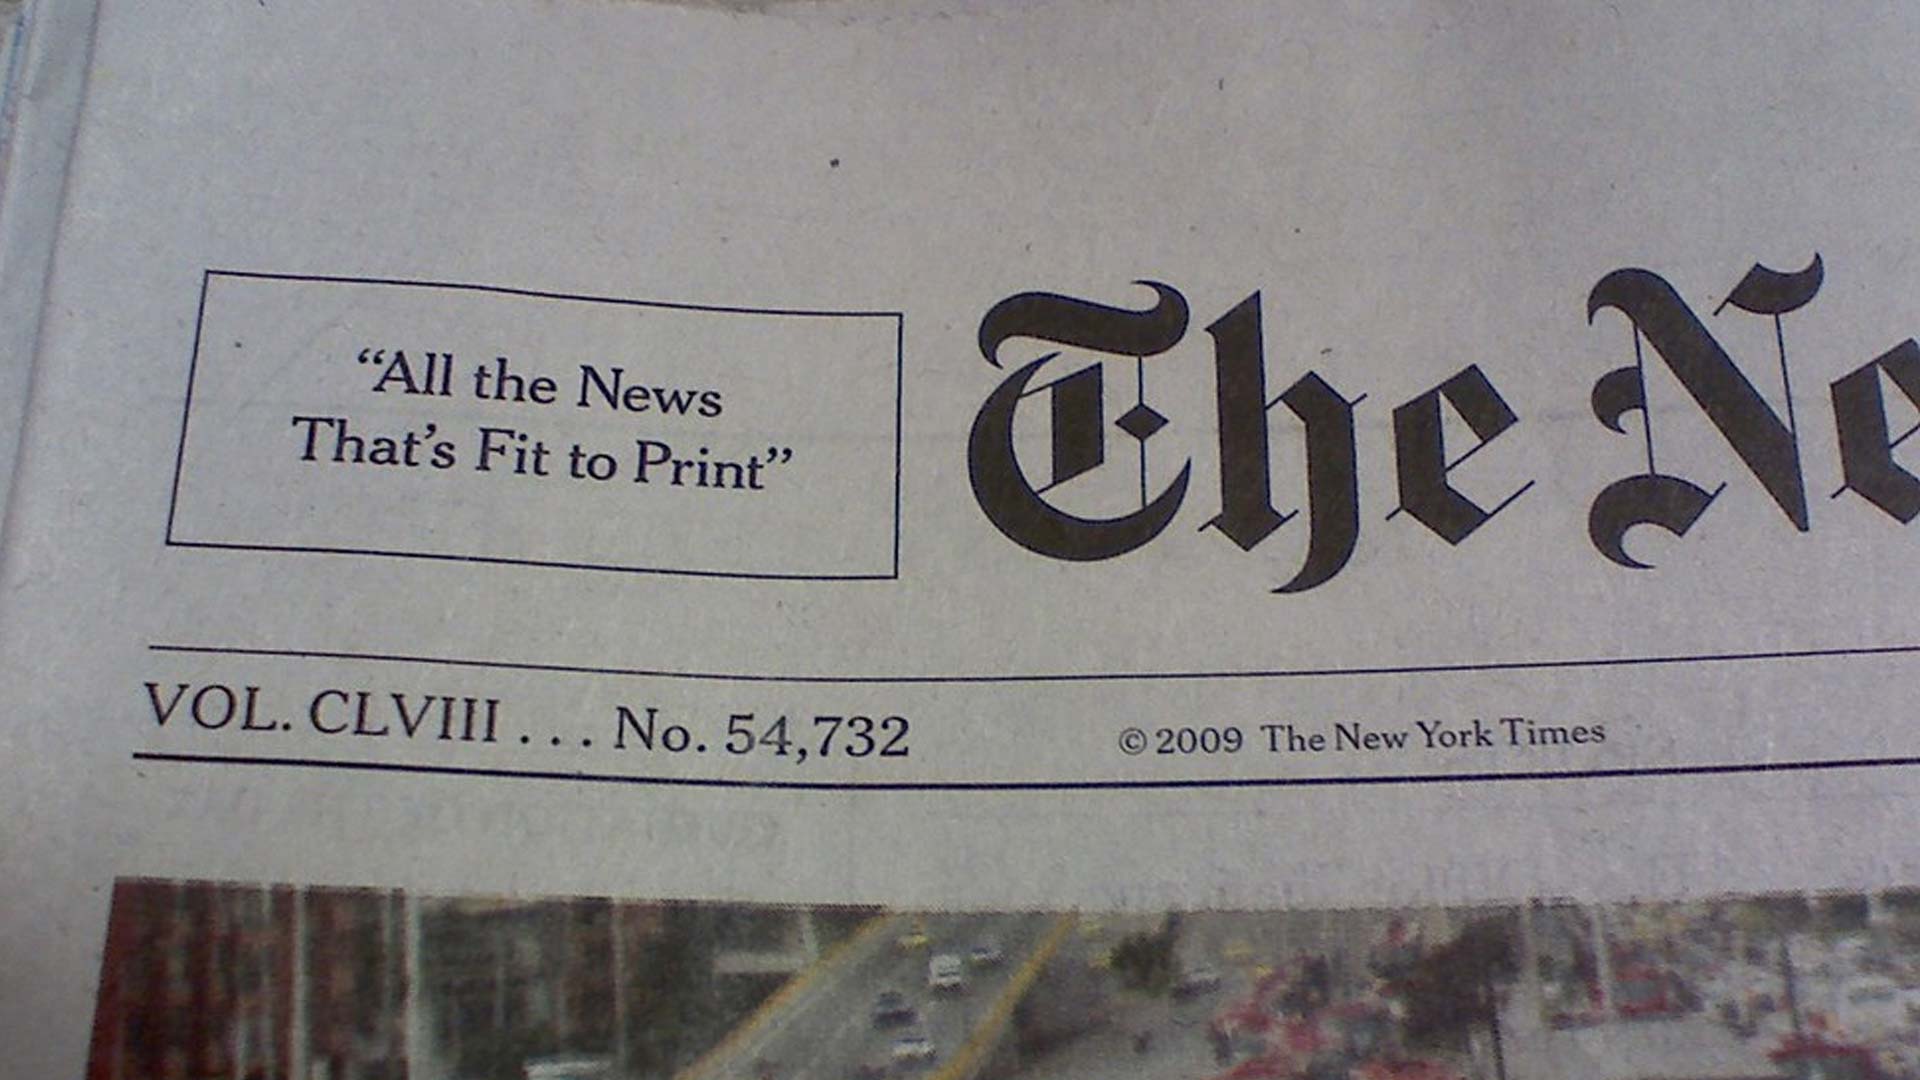 “All the News
That’s Fit to Print”
The Ne
VOL. CLVIII . . . No. 54,732
© 2009 The New York Times